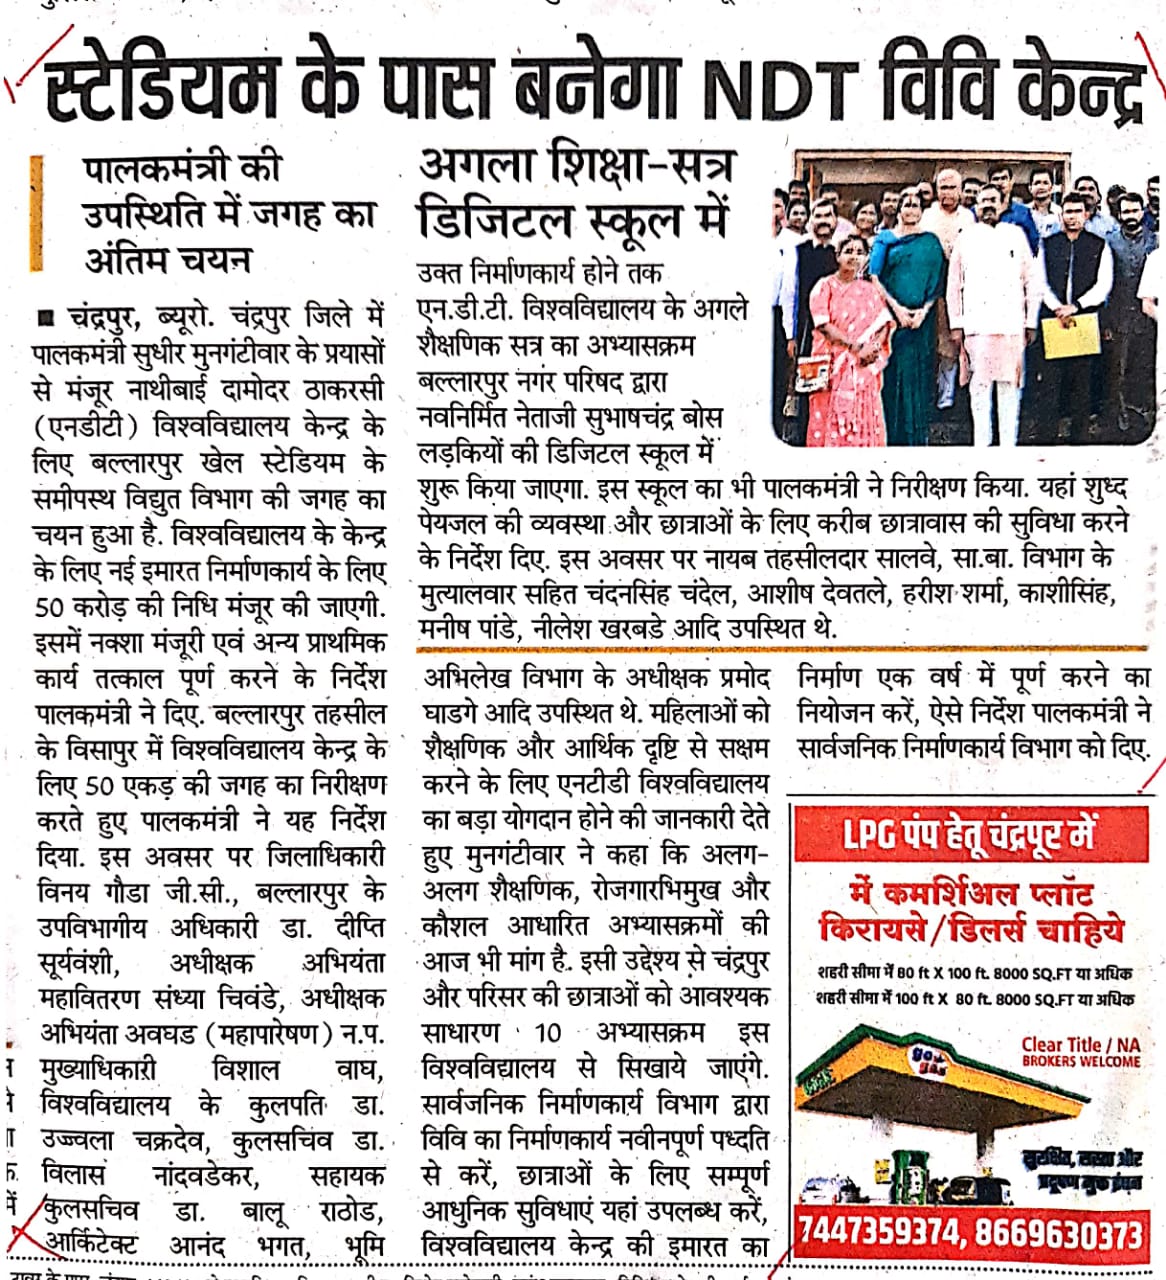 स्टेडियम के पास बनेगा NDT विवि केन्द्र
पालकमंत्री की
उपस्थिति में जगह का
अंतिम चयन
■ चंद्रपुर, ब्यूरो. चंद्रपुर जिले में
पालकमंत्री सुधीर मुनगंटीवार के प्रयासों
से मंजूर नाथीबाई दामोदर ठाकरसी
(एनडीटी) विश्वविद्यालय केन्द्र के
लिए बल्लारपुर खेल स्टेडियम के
समीपस्थ विद्युत विभाग की जगह का
चयन हुआ है. विश्वविद्यालय के केन्द्र
के लिए नई इमारत निर्माणकार्य के लिए
50 करोड़ की निधि मंजूर की जाएगी.
इसमें नक्शा मंजूरी एवं अन्य प्राथमिक
कार्य तत्काल पूर्ण करने के निर्देश
पालकमंत्री ने दिए. बल्लारपुर तहसील
के विसापुर में विश्वविद्यालय केन्द्र के
लिए 50 एकड़ की जगह का निरीक्षण
करते हुए पालकमंत्री ने यह निर्देश
दिया. इस अवसर पर जिलाधिकारी
विनय गौडा जी.सी., बल्लारपुर के
उपविभागीय अधिकारी डा. दीप्ति
सूर्यवंशी, अधीक्षक अभियंता
महावितरण संध्या चिवंडे, अधीक्षक
अभियंता अवघड (महापारेषण) न.प.
मुख्याधिकारी विशाल वाघ,
विश्वविद्यालय के कुलपति डा.
उज्ज्वला चक्रदेव, कुलसचिव डा.
विलास नांदवडेकर, सहायक
कुलसचिव डा. बालू राठोड,
आर्किटेक्ट आनंद भगत, भूमि
अगला शिक्षा-सत्र
डिजिटल स्कूल में
उक्त निर्माणकार्य होने तक
एन.डी.टी. विश्वविद्यालय के अगले
शैक्षणिक सत्र का अभ्यासक्रम
बल्लारपुर नगर परिषद द्वारा
नवनिर्मित नेताजी सुभाषचंद्र बोस
लड़कियों की डिजिटल स्कूल में
शुरू किया जाएगा. इस स्कूल का भी पालकमंत्री ने निरीक्षण किया. यहां शुध्द
पेयजल की व्यवस्था और छात्राओं के लिए करीब छात्रावास की सुविधा करने
के निर्देश दिए. इस अवसर पर नायब तहसीलदार सालवे, सा.बा. विभाग के
मुत्यालवार सहित चंदनसिंह चंदेल, आशीष देवतले, हरीश शर्मा, काशीसिंह,
मनीष पांडे, नीलेश खरबडे आदि उपस्थित थे.
अभिलेख विभाग के अधीक्षक प्रमोद
घाडगे आदि उपस्थित थे. महिलाओं को
शैक्षणिक और आर्थिक दृष्टि से सक्षम
करने के लिए एनटीडी विश्वविद्यालय
का बड़ा योगदान होने की जानकारी देते
हुए मुनगंटीवार ने कहा कि अलग-
अलग शैक्षणिक, रोजगारभिमुख और
कौशल आधारित अभ्यासक्रमों की
आज भी मांग है. इसी उद्देश्य से चंद्रपुर
और परिसर की छात्राओं को आवश्यक
साधारण 10 अभ्यासक्रम इस
विश्वविद्यालय से सिखाये जाएंगे.
सार्वजनिक निर्माणकार्य विभाग द्वारा
विवि का निर्माणकार्य नवीनपूर्ण पध्दति
से करें, छात्राओं के लिए सम्पूर्ण
आधुनिक सुविधाएं यहां उपलब्ध करें,
विश्वविद्यालय केन्द्र की इमारत का
निर्माण एक वर्ष में पूर्ण करने का
नियोजन करें, ऐसे निर्देश पालकमंत्री ने
सार्वजनिक निर्माणकार्य विभाग को दिए.
LPG पंप हेतू चंद्रपूर में
में कमर्शिअल प्लॉट
किरायसे/डिलर्स चाहिये
शहरी सीमा में 80 ft X 100 ft. 8000 SQ.FT या अधिक
शहरी सीमा में 100 ft X 80 ft. 8000 SQ.FT या अधिक
Clear Title / NA
BROKERS WELCOME
go gas
सुरक्षित, सस्ता और
प्रदूषण मुक्त इंधन
7447359374, 8669630373